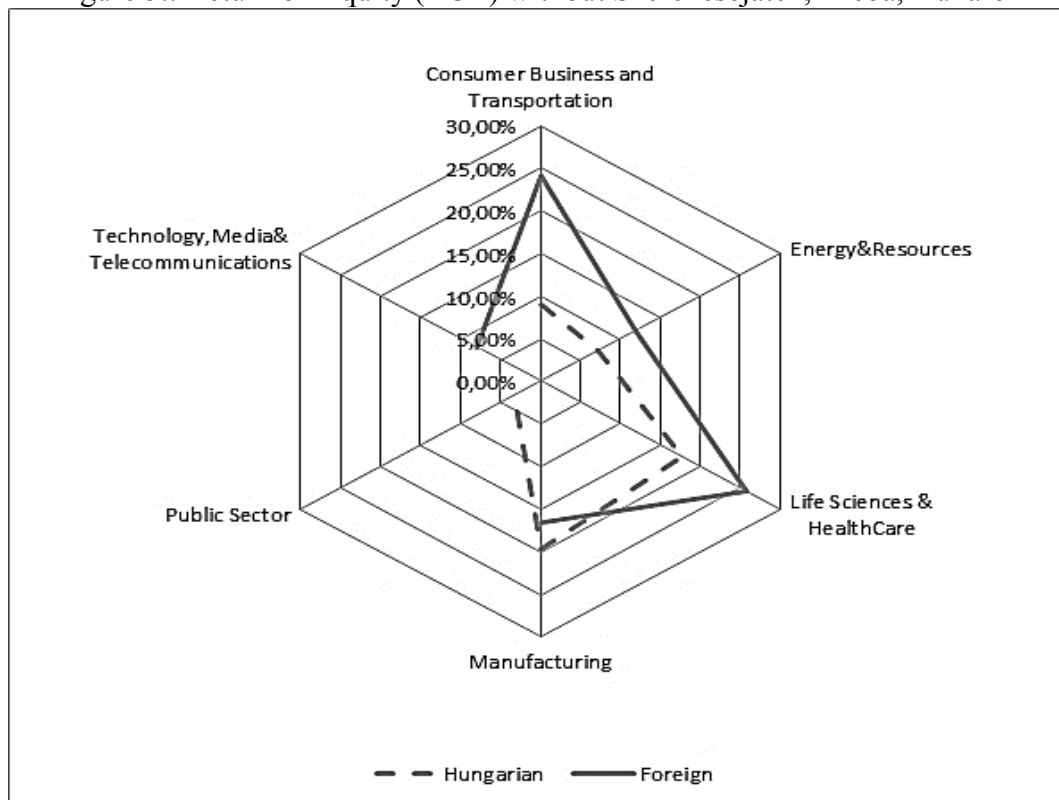 Consumer Business and
Transportation
30,00%
25,00%
20,00%
15,00%
10,00%
5,00%
0,00%
Technology,Media&
Telecommunications
Energy&Resources
Public Sector
Life Sciences &
HealthCare
Manufacturing
Hungarian
Foreign